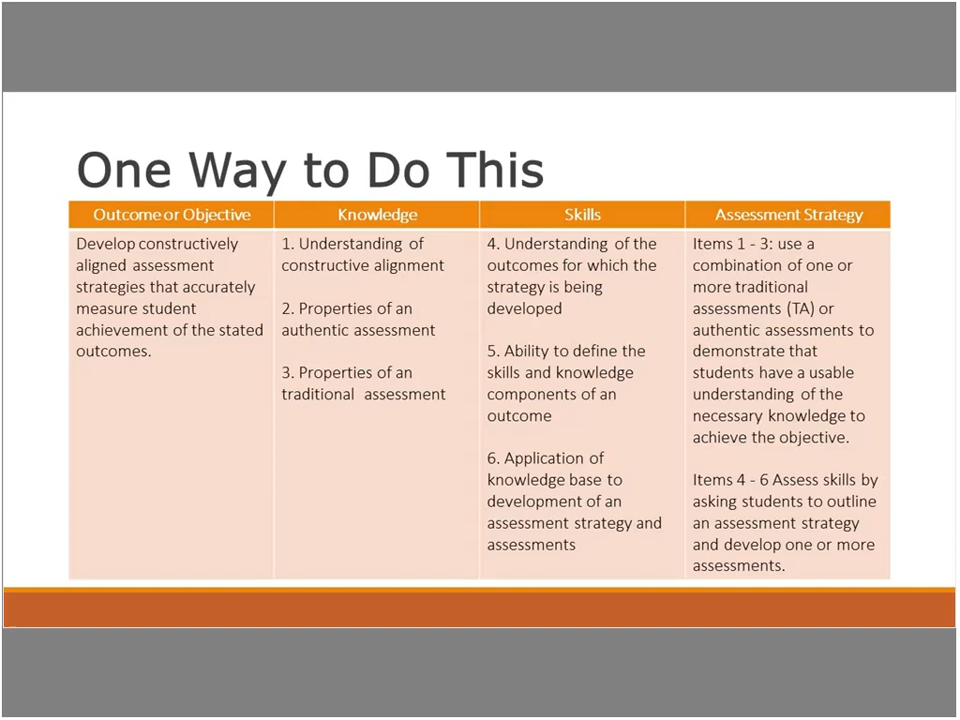 One Way to Do This
Outcome or Objective
Knowledge
Skills
Assessment Strategy
Develop constructively
aligned assessment
strategies that accurately
measure student
achievement of the stated
outcomes.
1. Understanding of
constructive alignment
2. Properties of an
authentic assessment
3. Properties of an
traditional assessment
4. Understanding of the
outcomes for which the
strategy is being
developed
5. Ability to define the
skills and knowledge
components of an
outcome
6. Application of
knowledge base to
development of an
assessment strategy and
assessments
Items 1 - 3: use a
combination of one or
more traditional
assessments (TA) or
authentic assessments to
demonstrate that
students have a usable
understanding of the
necessary knowledge to
achieve the objective.
Items 4 - 6 Assess skills by
asking students to outline
an assessment strategy
and develop one or more
assessments.